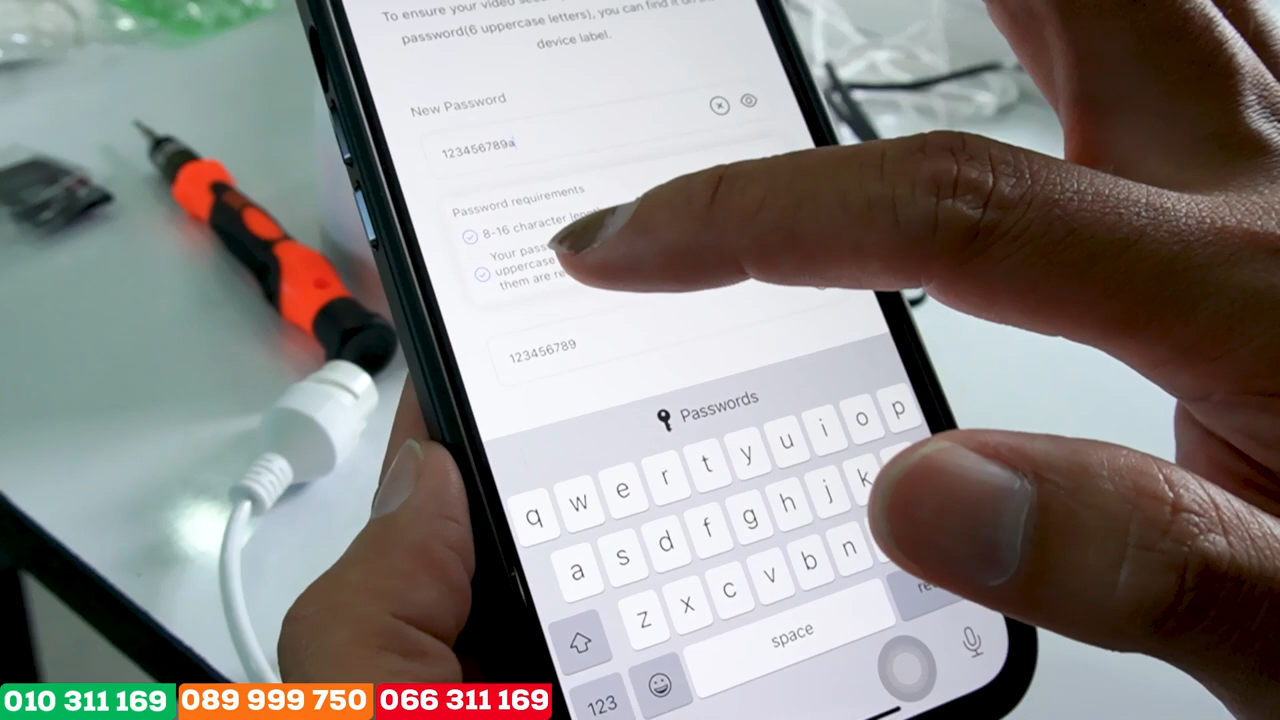 To ensure your video
password(6 uppercase letters), you can find it on the
device label.
New Password
123456789a
Password requirements
8-16 character
Your
uppercase
them are
123456789
Passwords
q w e r t y u i o p
a s d f g h j k
z x c v b n
space
123
010 311 169 089 999 750 066 311 169